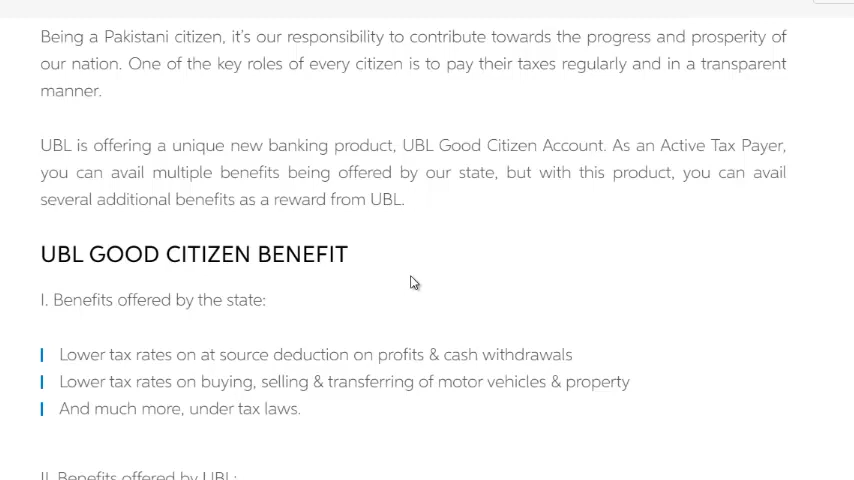 Being a Pakistani citizen, it's our responsibility to contribute towards the progress and prosperity of
our nation. One of the key roles of every citizen is to pay their taxes regularly and in a transparent
manner.
UBL is offering a unique new banking product, UBL Good Citizen Account. As an Active Tax Payer,
you can avail multiple benefits being offered by our state, but with this product, you can avail
several additional benefits as a reward from UBL.
UBL GOOD CITIZEN BENEFIT
I. Benefits offered by the state:
Lower tax rates on at source deduction on profits & cash withdrawals
Lower tax rates on buying, selling & transferring of motor vehicles & property
And much more, under tax laws.
II. Benefits offered by UBL: